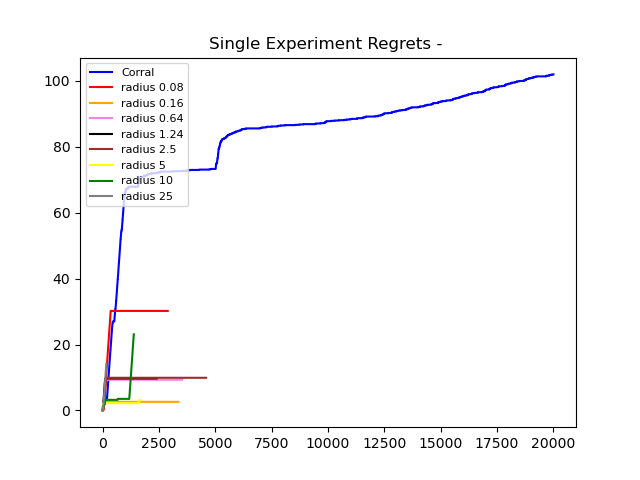 Single Experiment Regrets -
100
80
60
40
20
0
Corral
radius 0.08
radius 0.16
radius 0.64
radius 1.24
radius 2.5
radius 5
radius 10
radius 25
0 2500 5000 7500 10000 12500 15000 17500 20000